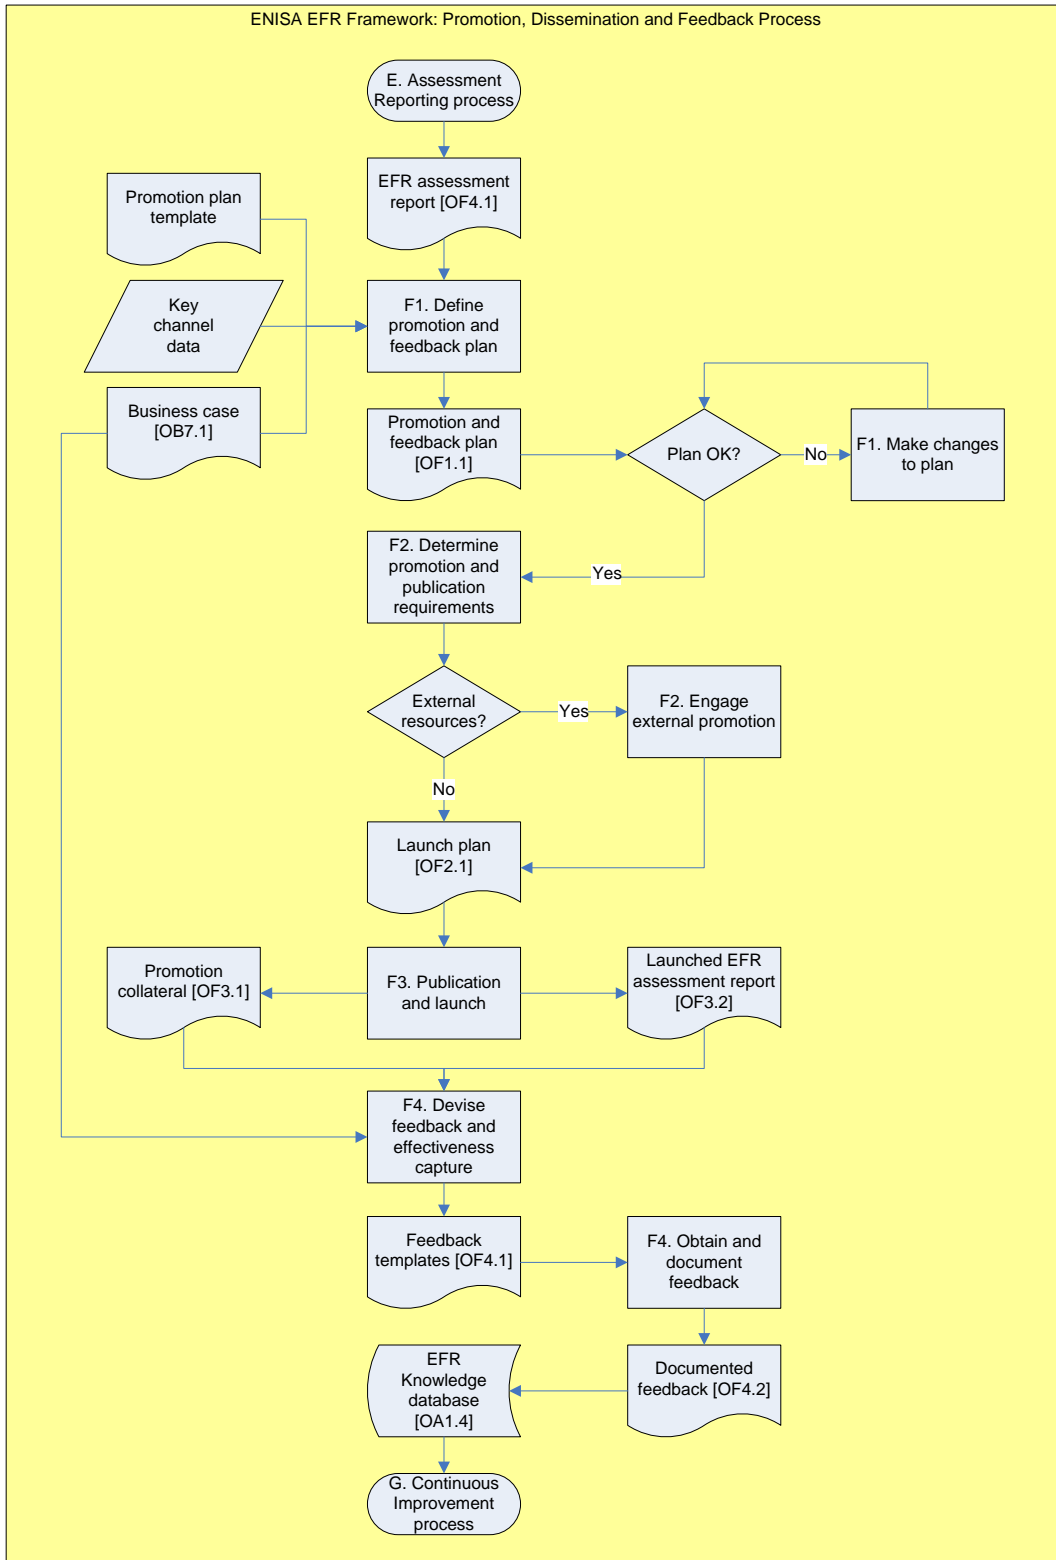 ENISA EFR Framework: Promotion, Dissemination and Feedback Process
E. Assessment
Reporting process
EFR assessment
report [OF4.1]
Promotion plan
template
Key
channel
data
F1. Define
promotion and
feedback plan
Business case
[OB7.1]
Promotion and
feedback plan
[OF1.1]
Plan OK?
No
F1. Make changes
to plan
Yes
F2. Determine
promotion and
publication
requirements
External
resources?
Yes
F2. Engage
external promotion
No
Launch plan
[OF2.1]
Promotion
collateral [OF3.1]
F3. Publication
and launch
Launched EFR
assessment report
[OF3.2]
F4. Devise
feedback and
effectiveness
capture
Feedback
templates [OF4.1]
F4. Obtain and
document
feedback
EFR
Knowledge
database
[OA1.4]
Documented
feedback [OF4.2]
G. Continuous
Improvement
process